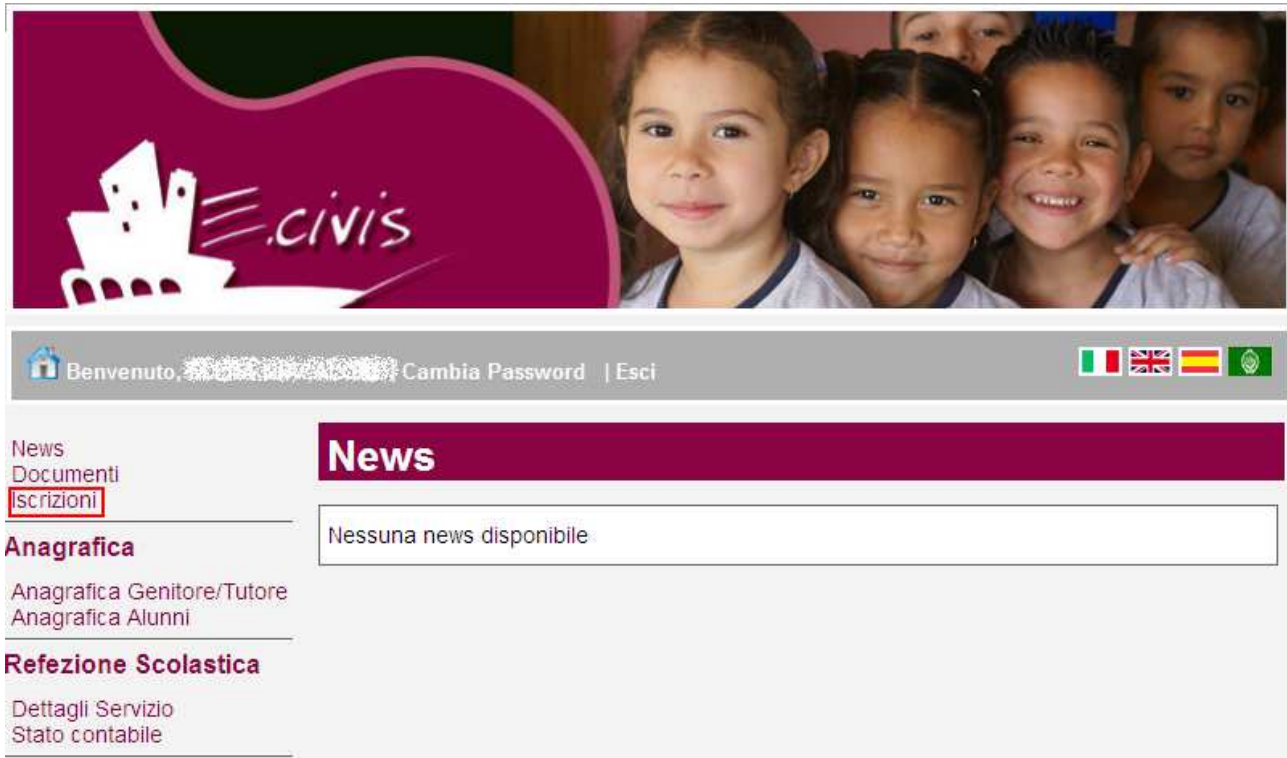 E.civis
Benvenuto, Cambia Password | Esci
News
Documenti
Iscrizioni
Anagrafica
Anagrafica Genitore/Tutore
Anagrafica Alunni
Refezione Scolastica
Dettagli Servizio
Stato contabile
News
Nessuna news disponibile